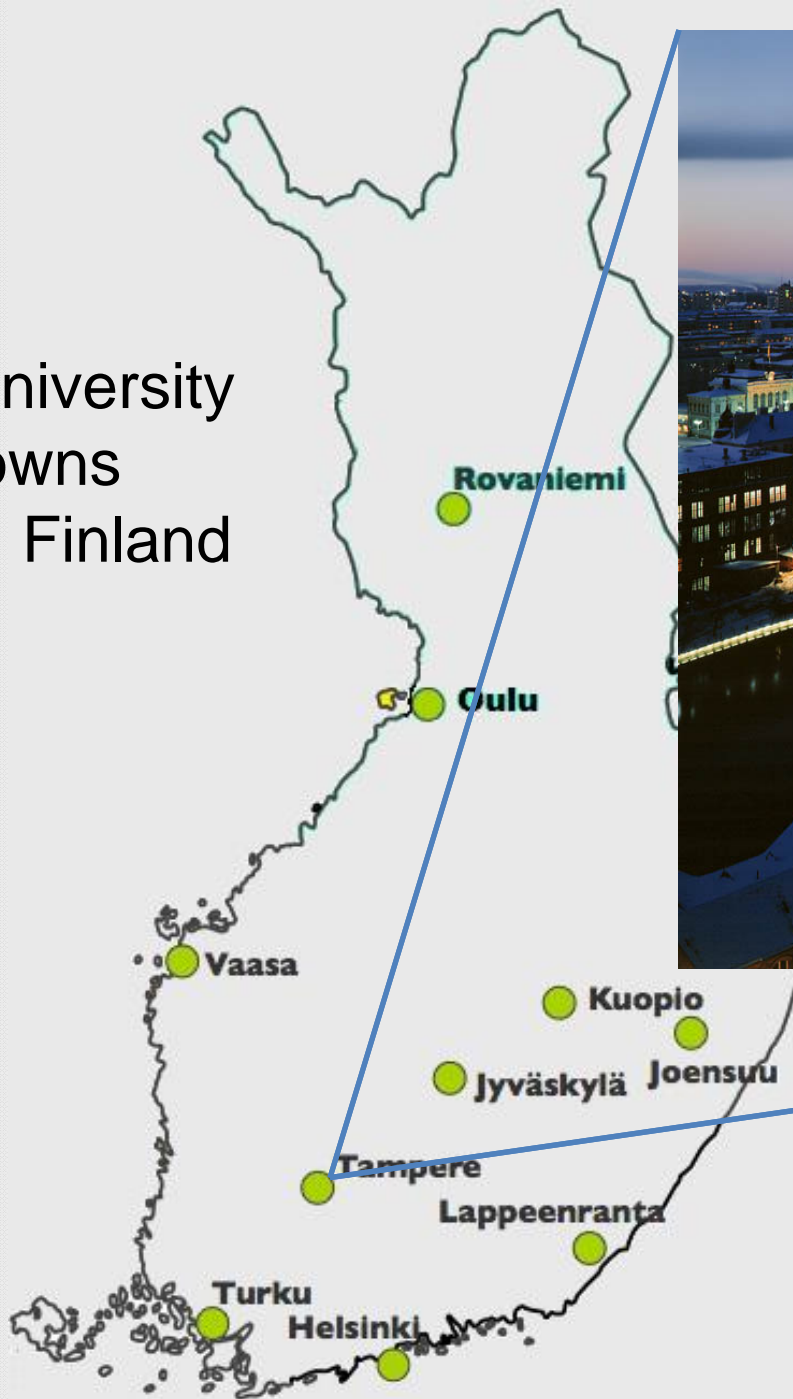 niversity
owns
Finland
Rovaniemi
Oulu
Vaasa
Kuopio
Joensuu
Jyväskylä
Tampere
Lappeenranta
Turku
Helsinki